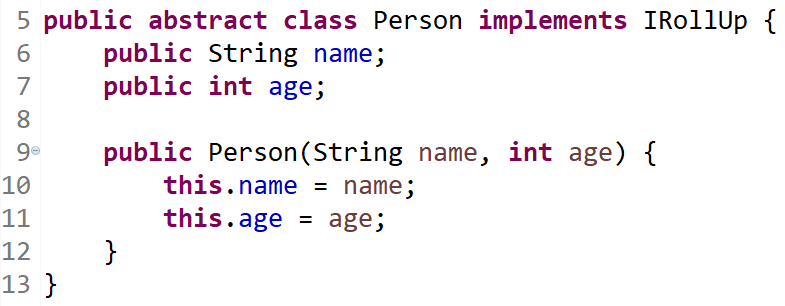 5 public abstract class Person implements IRollUp {
6     public String name;
7     public int age;
8
9     public Person(String name, int age) {
10         this.name = name;
11         this.age = age;
12     }
13 }